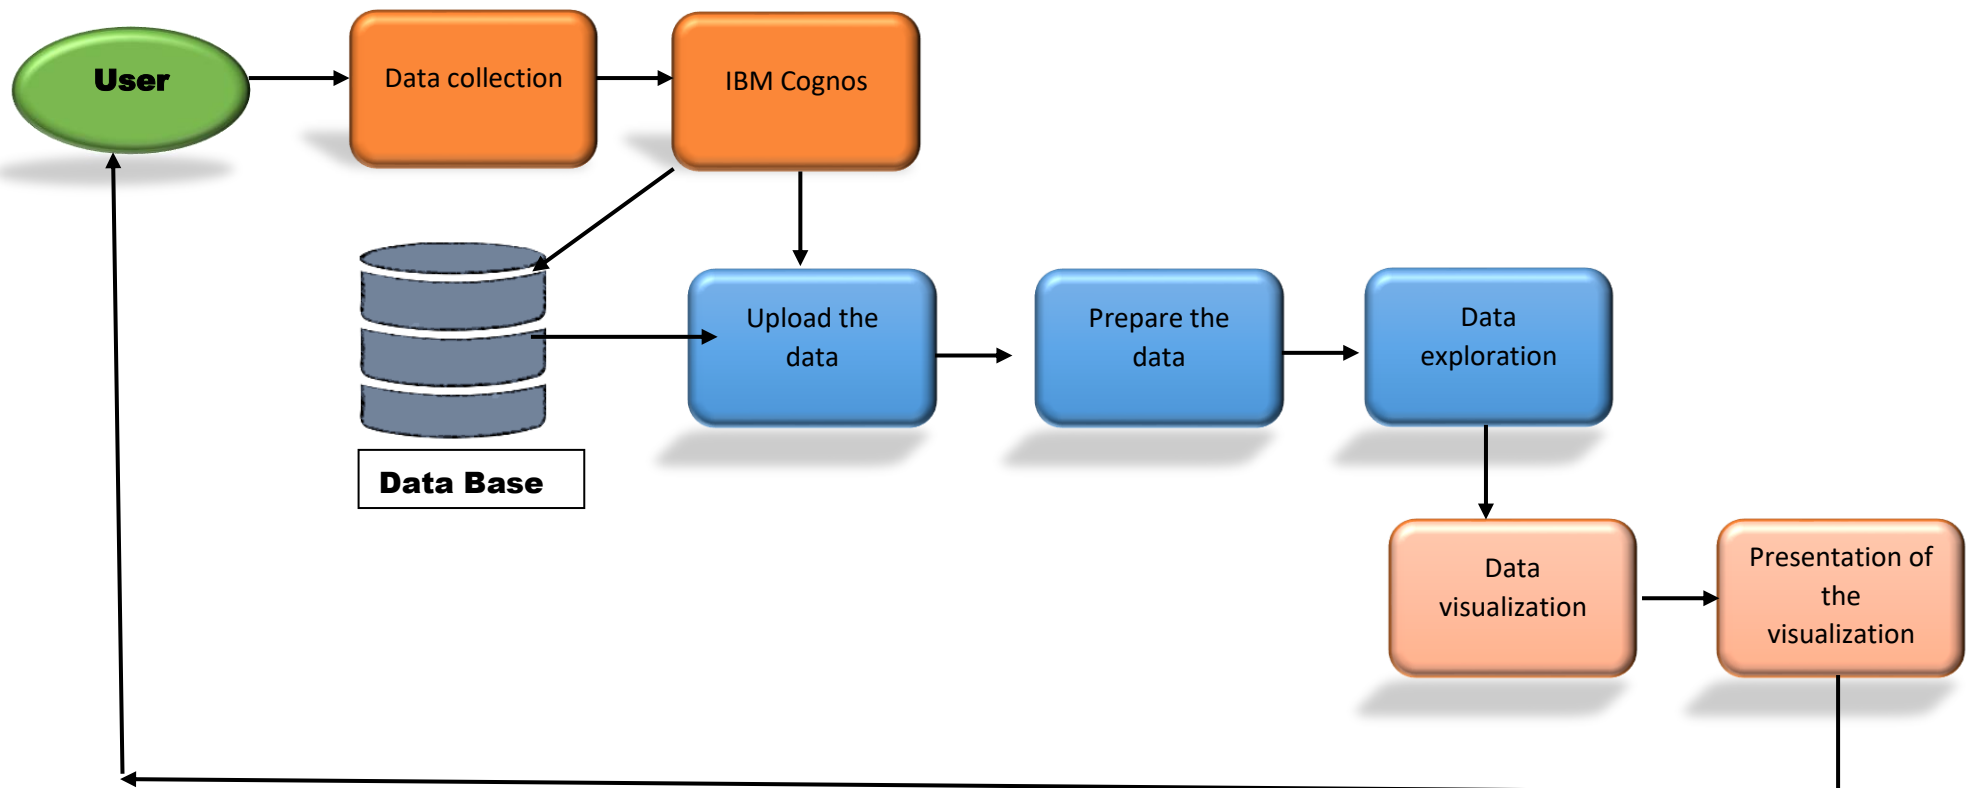 User
Data collection
IBM Cognos
Upload the
data
Prepare the
data
Data
exploration
Data Base
Data
visualization
Presentation of
the
visualization